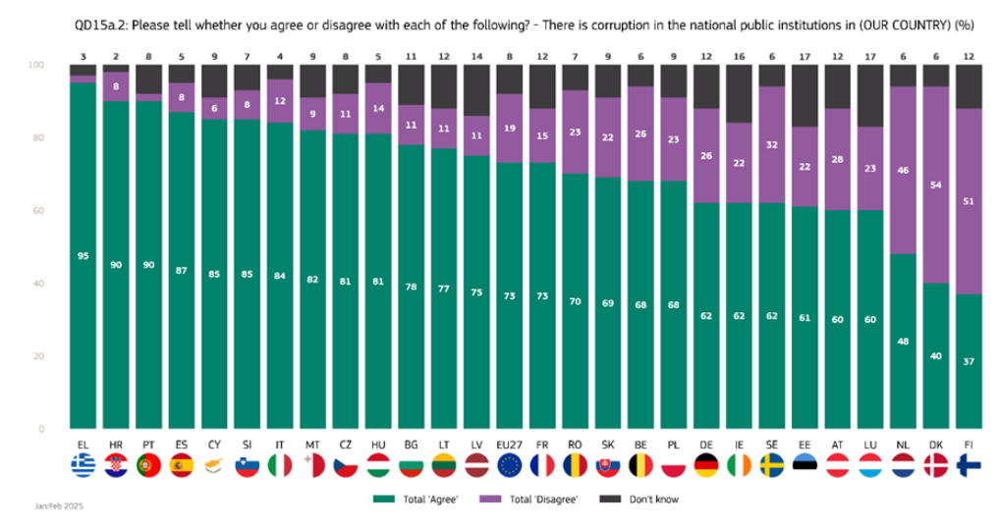 QD15a.2: Please tell whether you agree or disagree with each of the following? - There is corruption in the national public institutions in (OUR COUNTRY) (%)
3 2 8 5 9 7 4 9 8 5 11 12 14 8 12 7 9 6 9 12 16 6 17 12 17 6 6 12
100
80
60
40
20
0
8 8 6 8 12 9 11 14 11 11 11 19 15 23 22 26 23 26 22 32 22 28 23 46 54 51
95 90 90 87 85 85 84 82 81 81 78 77 75 73 73 70 69 68 68 62 62 62 61 60 60 48 40 37
EL HR PT ES CY SI IT MT CZ HU BG LT LV EU27 FR RO SK BE PL DE IE SE EE AT LU NL DK FI
Total 'Agree' Total 'Disagree' Don't know
Jan/Feb 2025